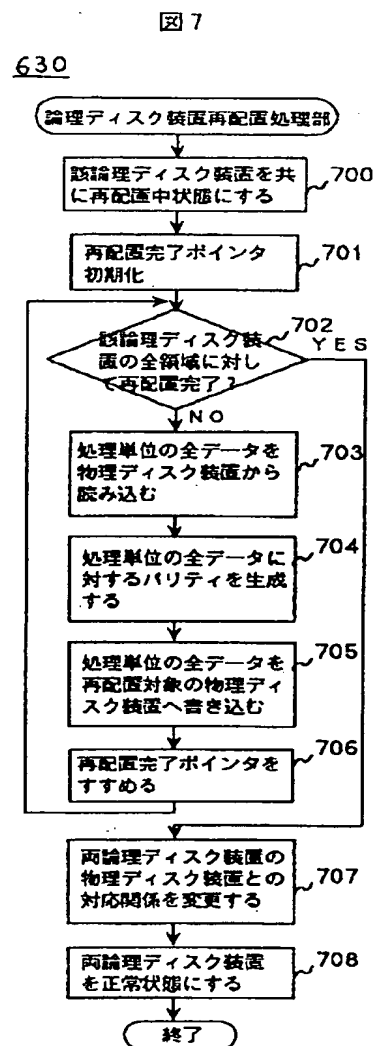 図7
630
論理ディスク装置再配置処理部
該論理ディスク装置を共
に再配置中状態にする
700
再配置完了ポインタ
初期化
701
702
該論理ディスク装
置の全領域に対し
て再配置完了?
YES
NO
処理単位の全データを
物理ディスク装置から
読み込む
703
処理単位の全データに
対するパリティを生成
する
704
処理単位の全データを
再配置対象の物理ディ
スク装置へ書き込む
705
再配置完了ポインタを
すすめる
706
両論理ディスク装置の
物理ディスク装置との
対応関係を変更する
707
両論理ディスク装置
を正常状態にする
708
終了